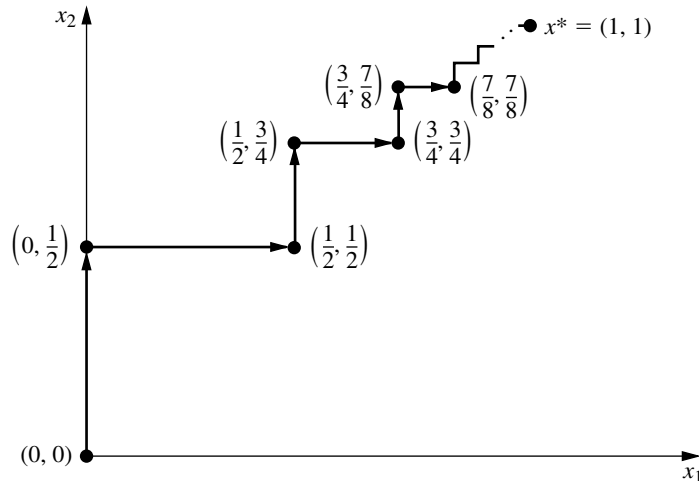 x₂
x* = (1, 1)
(3/4, 7/8)
(7/8, 7/8)
(1/2, 3/4)
(3/4, 3/4)
(0, 1/2)
(1/2, 1/2)
(0, 0)
x₁